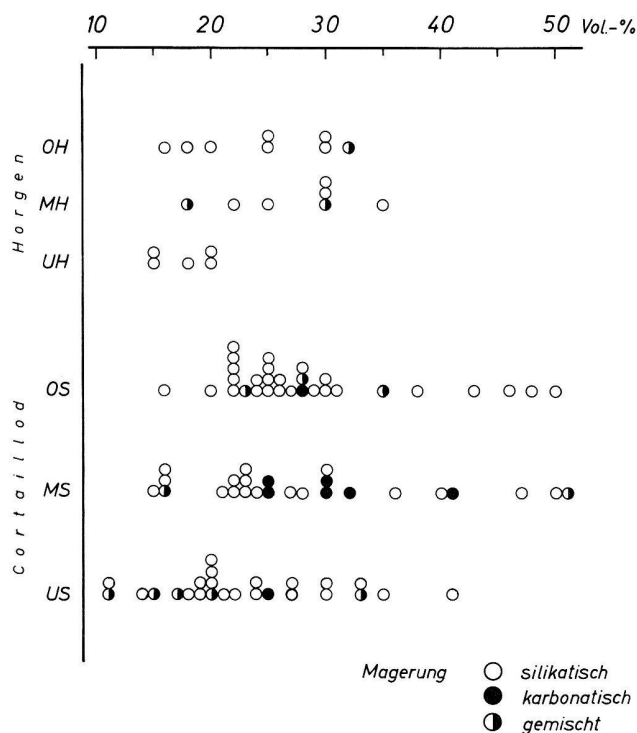 10 20 30 40 50 Vol.-%
Horgen
OH
MH
UH
Cortaillod
OS
MS
US
Magerung silikatisch
karbonatisch
gemischt